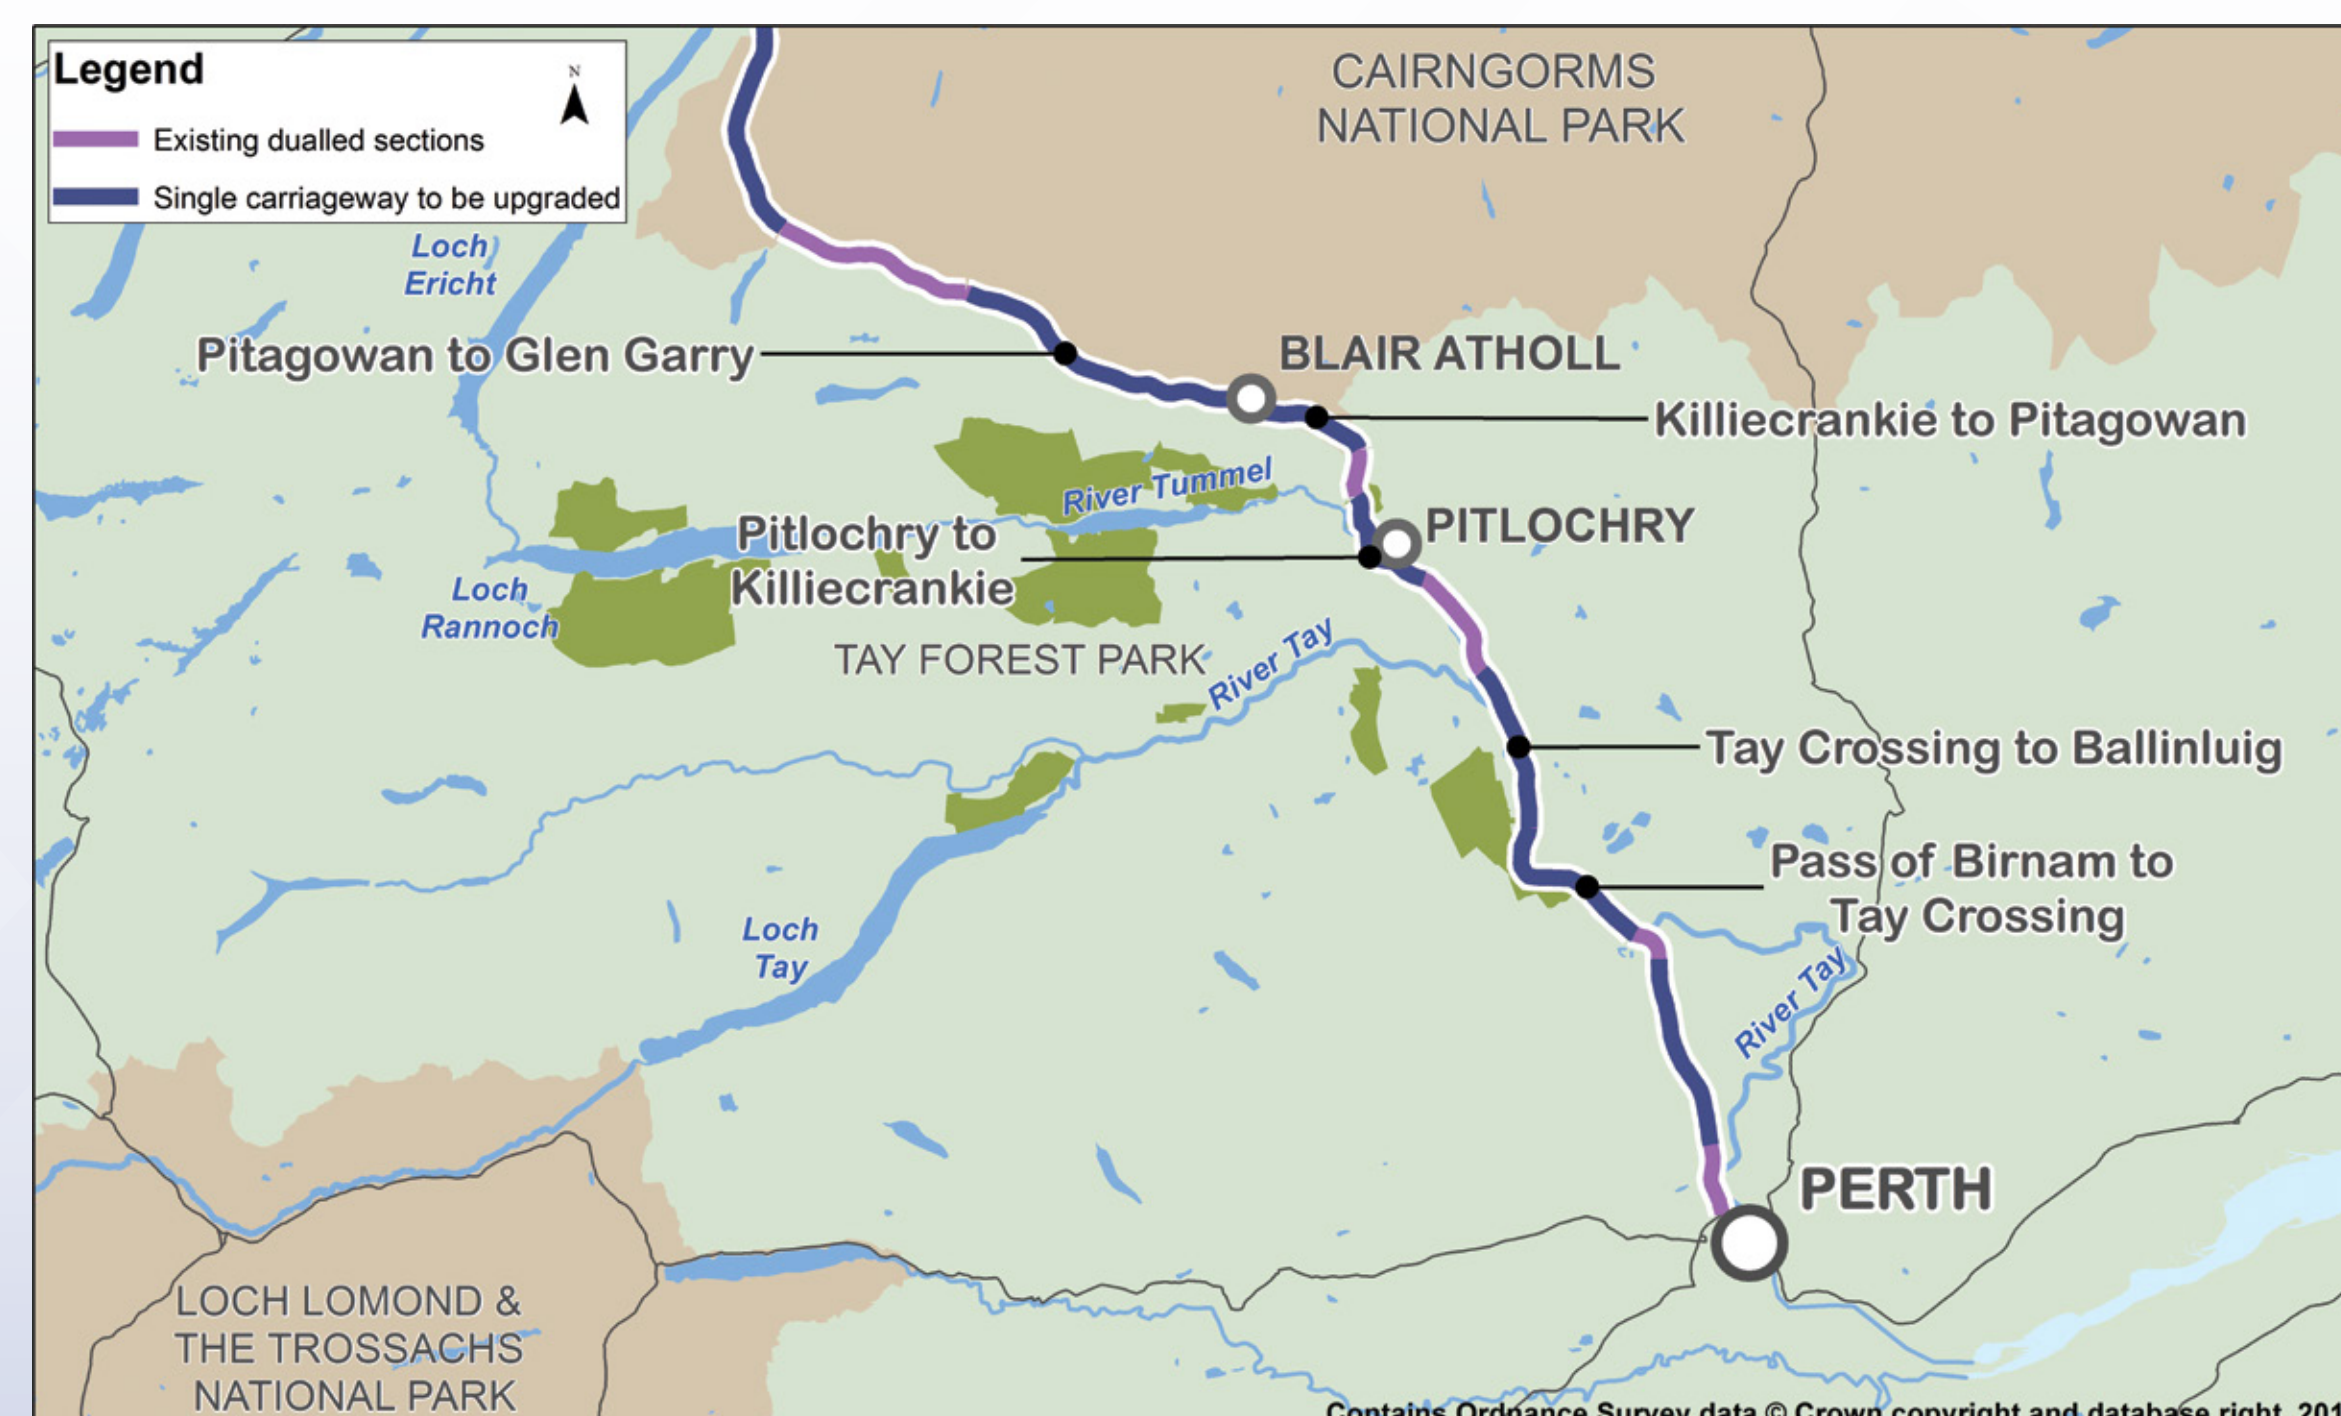 Legend
N
Existing dualled sections
Single carriageway to be upgraded
CAIRNGORMS
NATIONAL PARK
Loch
Ericht
Pitagowan to Glen Garry
BLAIR ATHOLL
Killiecrankie to Pitagowan
River Tummel
PITLOCHRY
Pitlochry to
Killiecrankie
Loch
Rannoch
TAY FOREST PARK
River Tay
Tay Crossing to Ballinluig
Pass of Birnam to
Tay Crossing
Loch
Tay
River Tay
PERTH
LOCH LOMOND &
THE TROSSACHS
NATIONAL PARK
Contains Ordnance Survey data © Crown copyright and database right, 201